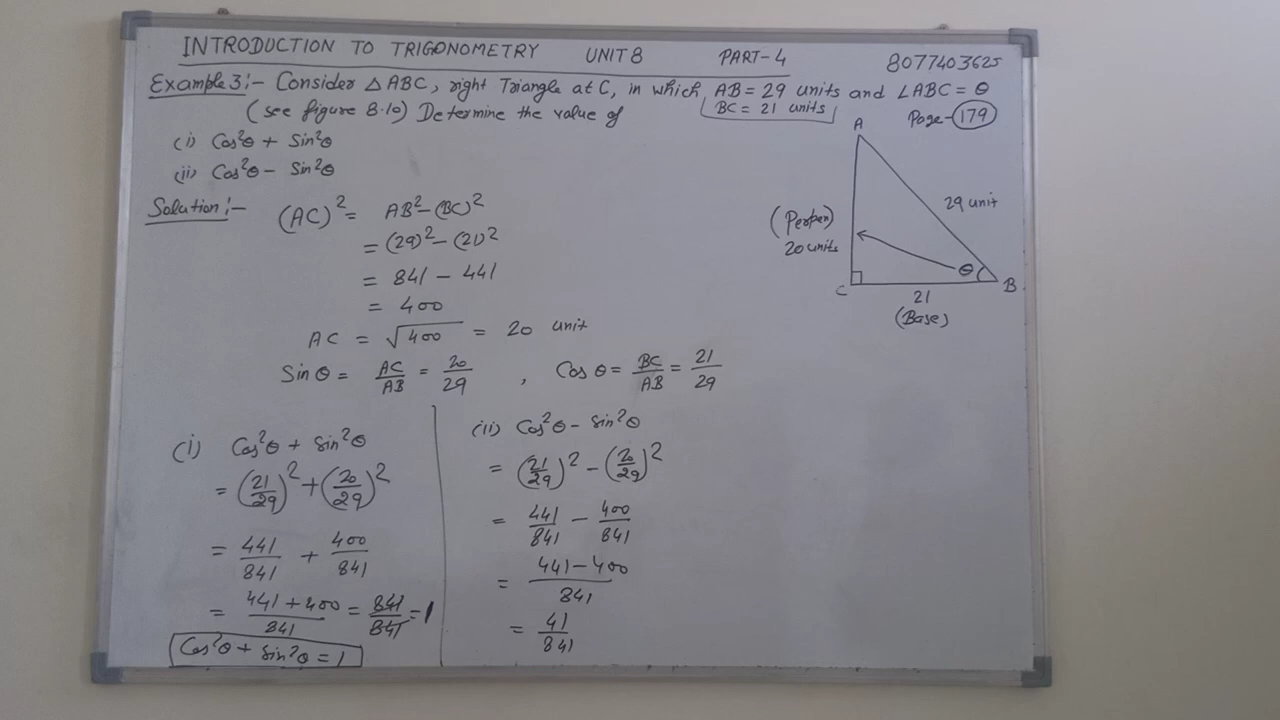 INTRODUCTION TO TRIGONOMETRY UNIT 8 PART-4 8077403625
Example 3:- Consider △ABC, right Triangle at C, in which AB = 29 units and ∠ABC = θ
(see figure 8.10) Determine the value of BC = 21 units Page-179
(i) Cos²θ + Sin²θ
(ii) Cos²θ - Sin²θ
Solution:- (AC)² = AB² - (BC)²
= (29)² - (21)²
= 841 - 441
= 400
AC = √400 = 20 unit
Sin θ = AC/AB = 20/29 , Cos θ = BC/AB = 21/29
A
29 unit
(Perpen)
20 units
θ
C
B
21
(Base)
(i) Cos²θ + Sin²θ
= (21/29)² + (20/29)²
= 441/841 + 400/841
= 441 + 400/841 = 841/841 = 1
Cos²θ + Sin²θ = 1
(ii) Cos²θ - Sin²θ
= (21/29)² - (20/29)²
= 441/841 - 400/841
= 441 - 400/841
= 41/841